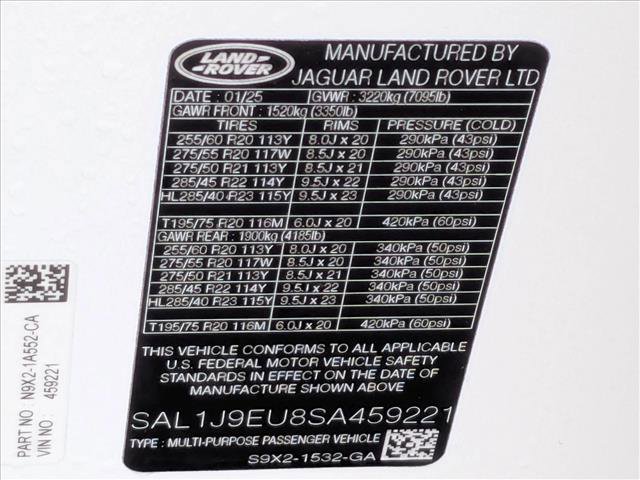 LAND ROVER
MANUFACTURED BY
JAGUAR LAND ROVER LTD
DATE : 01/25 GVWR : 3220kg (7095lb)
GAWR FRONT : 1520kg (3350lb)
TIRES RIMS PRESSURE (COLD)
255/60 R20 113Y 8.0J x 20 290kPa (43psi)
275/55 R20 117W 8.5J x 20 290kPa (43psi)
275/50 R21 113Y 8.5J x 21 290kPa (43psi)
285/45 R22 114Y 9.5J x 22 290kPa (43psi)
HL285/40 R23 115Y 9.5J x 23 290kPa (43psi)
T195/75 R20 116M 6.0J x 20 420kPa (60psi)
GAWR REAR : 1900kg (4185lb)
255/60 R20 113Y 8.0J x 20 340kPa (50psi)
275/55 R20 117W 8.5J x 20 340kPa (50psi)
275/50 R21 113Y 8.5J x 21 340kPa (50psi)
285/45 R22 114Y 9.5J x 22 340kPa (50psi)
HL285/40 R23 115Y 9.5J x 23 340kPa (50psi)
T195/75 R20 116M 6.0J x 20 420kPa (60psi)
THIS VEHICLE CONFORMS TO ALL APPLICABLE
U.S. FEDERAL MOTOR VEHICLE SAFETY
STANDARDS IN EFFECT ON THE DATE OF
MANUFACTURE SHOWN ABOVE
SAL1J9EU8SA459221
TYPE : MULTI-PURPOSE PASSENGER VEHICLE
S9X2-1532-GA
PART NO : N9X2-1A552-CA
VIN NO : 459221